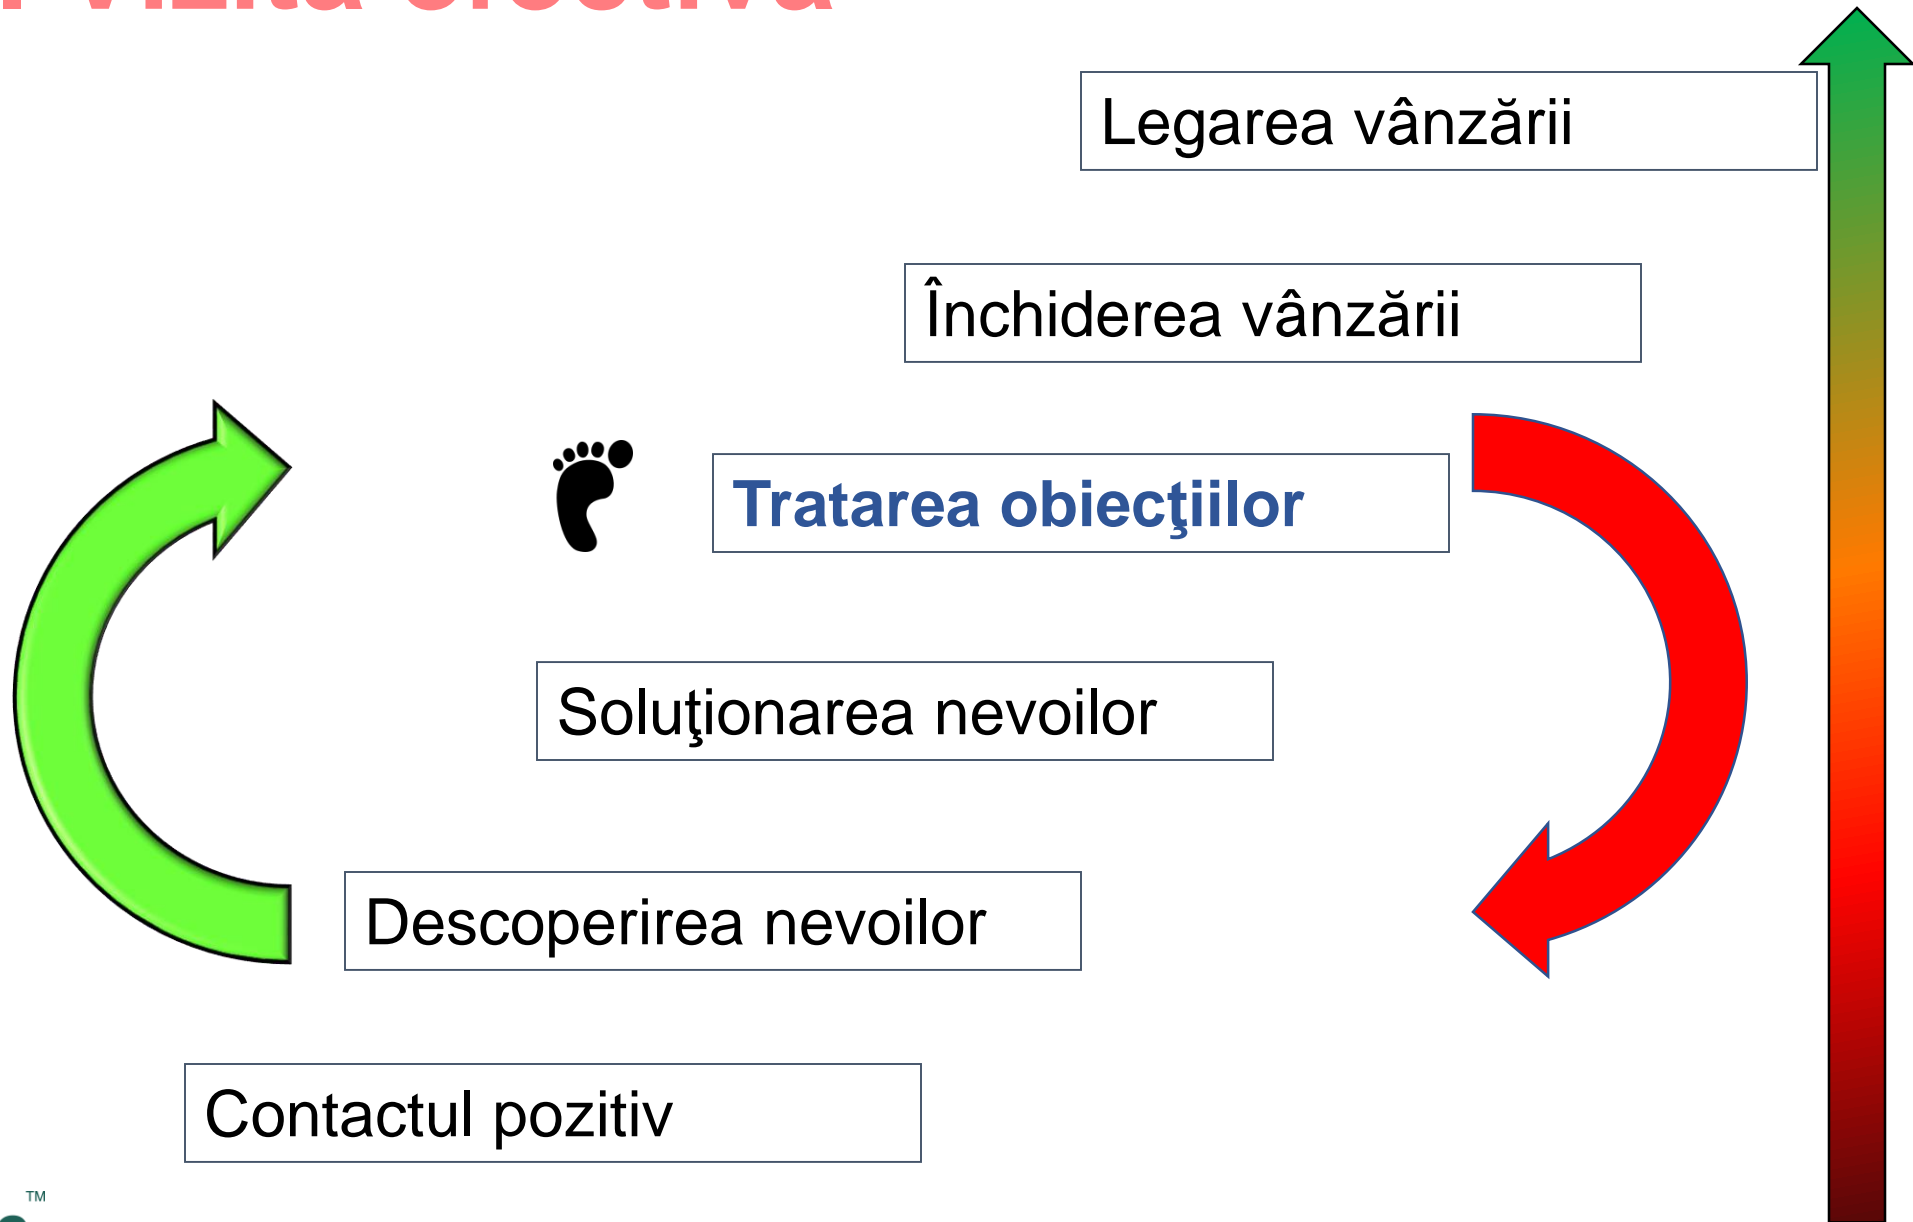 Legarea vânzării
Închiderea vânzării
Tratarea obiecţiilor
Soluţionarea nevoilor
Descoperirea nevoilor
Contactul pozitiv
TM